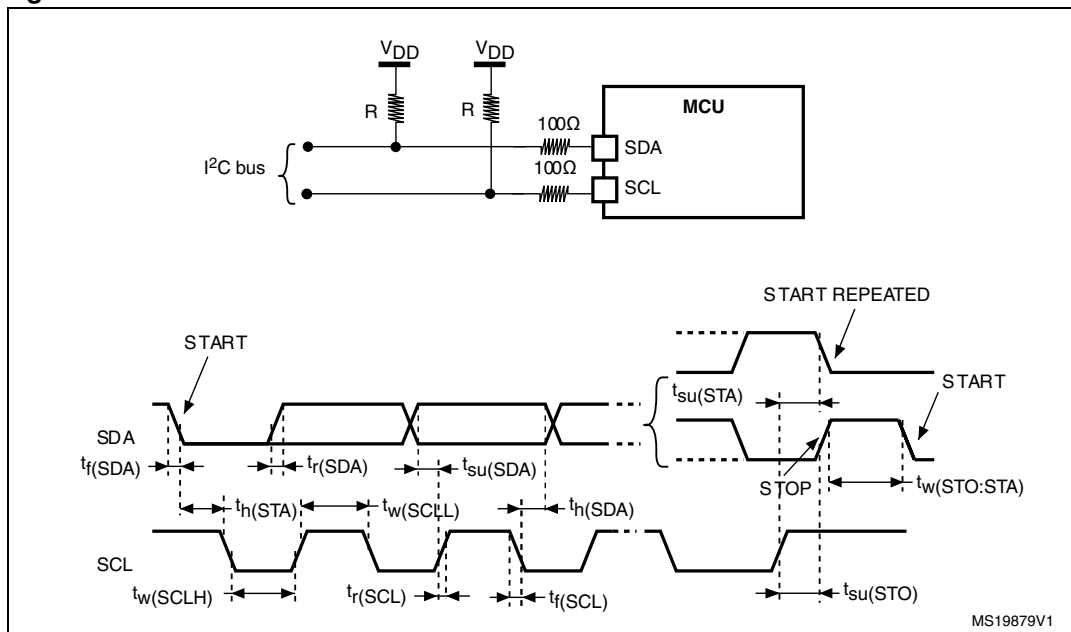 VDD VDD
MCU
R R
100Ω
SDA
I²C bus
100Ω
SCL
START REPEATED
START
START
tsu(STA)
SDA
tf(SDA) tr(SDA) tsu(SDA)
STOP
tw(STO:STA)
th(STA) tw(SCLL) th(SDA)
SCL
tw(SCLH) tr(SCL) tf(SCL) tsu(STO)
MS19879V1